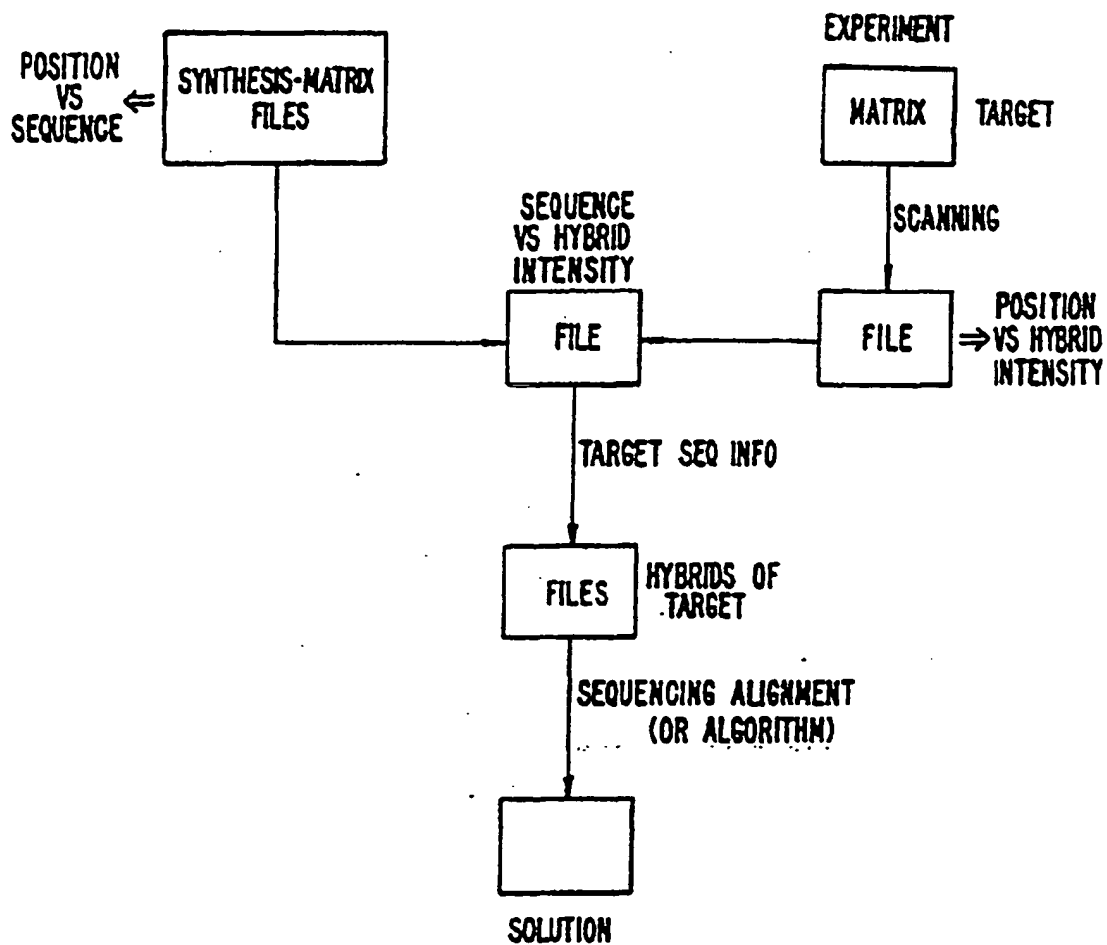 POSITION
VS
SEQUENCE
SYNTHESIS-MATRIX
FILES
EXPERIMENT
MATRIX
TARGET
SCANNING
SEQUENCE
VS HYBRID
INTENSITY
FILE
FILE
POSITION
VS HYBRID
INTENSITY
TARGET SEQ INFO
FILES
HYBRIDS OF
TARGET
SEQUENCING ALIGNMENT
(OR ALGORITHM)
SOLUTION